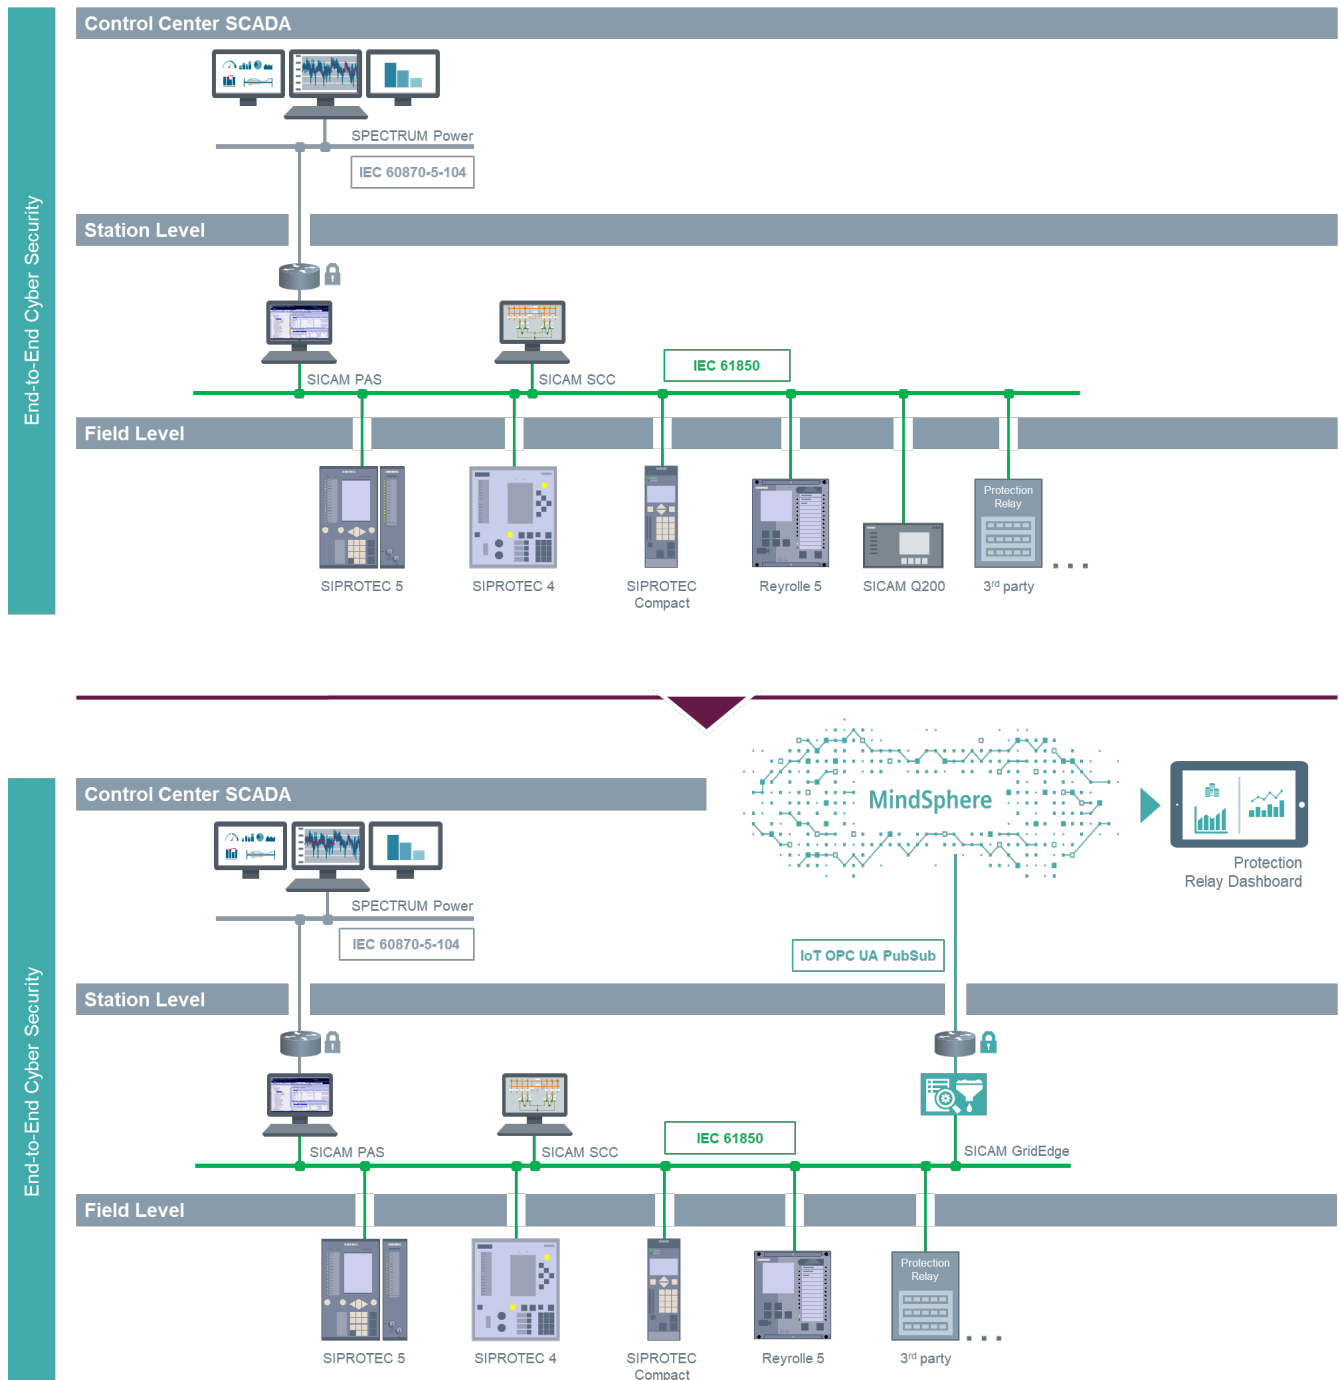 End-to-End Cyber Security
Control Center SCADA
SPECTRUM Power
IEC 60870-5-104
Station Level
SICAM PAS
SICAM SCC
IEC 61850
Field Level
Protection
Relay
SIPROTEC 5
SIPROTEC 4
SIPROTEC
Compact
Reyrolle 5
SICAM Q200
3rd party
...
End-to-End Cyber Security
Control Center SCADA
MindSphere
Protection
Relay Dashboard
SPECTRUM Power
IEC 60870-5-104
IoT OPC UA PubSub
Station Level
SICAM PAS
SICAM SCC
IEC 61850
SICAM GridEdge
Field Level
Protection
Relay
SIPROTEC 5
SIPROTEC 4
SIPROTEC
Compact
Reyrolle 5
3rd party
...